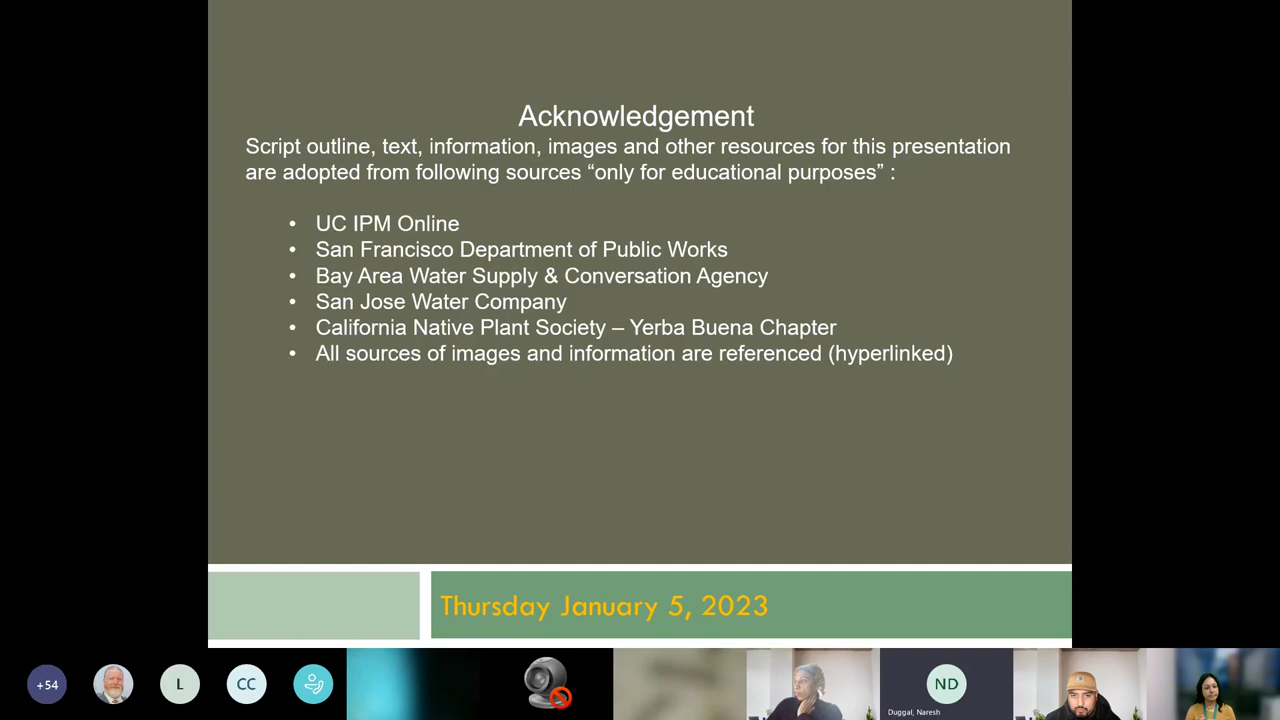 Acknowledgement
Script outline, text, information, images and other resources for this presentation
are adopted from following sources “only for educational purposes” :
• UC IPM Online
• San Francisco Department of Public Works
• Bay Area Water Supply & Conversation Agency
• San Jose Water Company
• California Native Plant Society – Yerba Buena Chapter
• All sources of images and information are referenced (hyperlinked)
Thursday January 5, 2023
+54
L
CC
ND
Duggal, Naresh